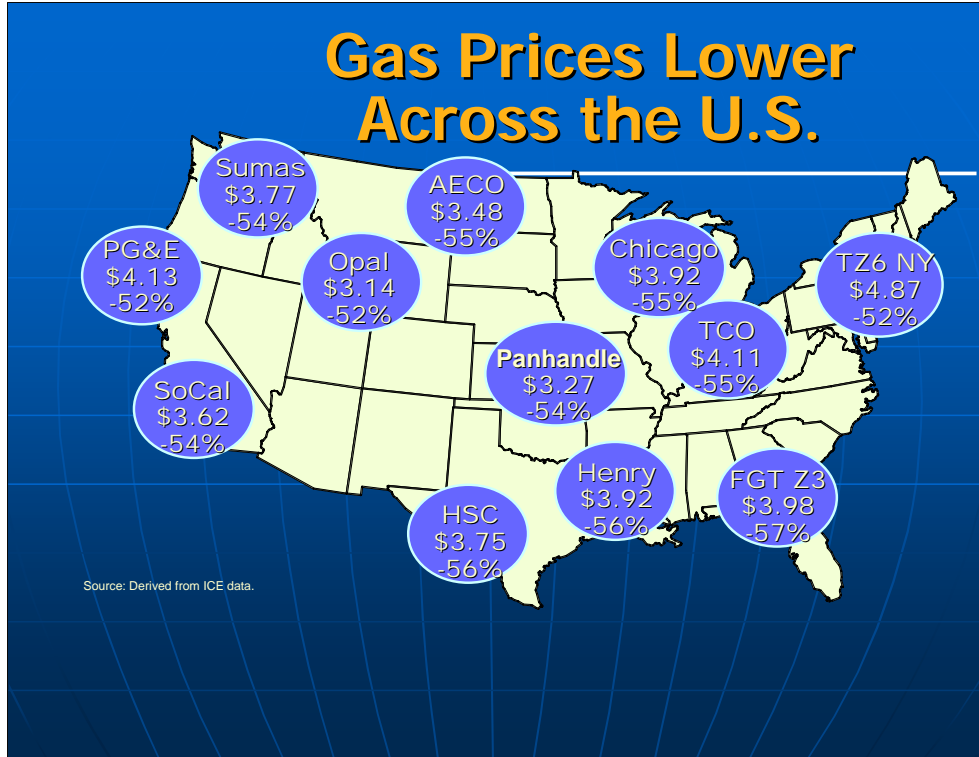 Gas Prices Lower
Across the U.S.
Sumas
$3.77
-54%
AECO
$3.48
-55%
PG&E
$4.13
-52%
Opal
$3.14
-52%
Chicago
$3.92
-55%
TZ6 NY
$4.87
-52%
TCO
$4.11
-55%
Panhandle
$3.27
-54%
SoCal
$3.62
-54%
Henry
$3.92
-56%
FGT Z3
$3.98
-57%
HSC
$3.75
-56%
Source: Derived from ICE data.